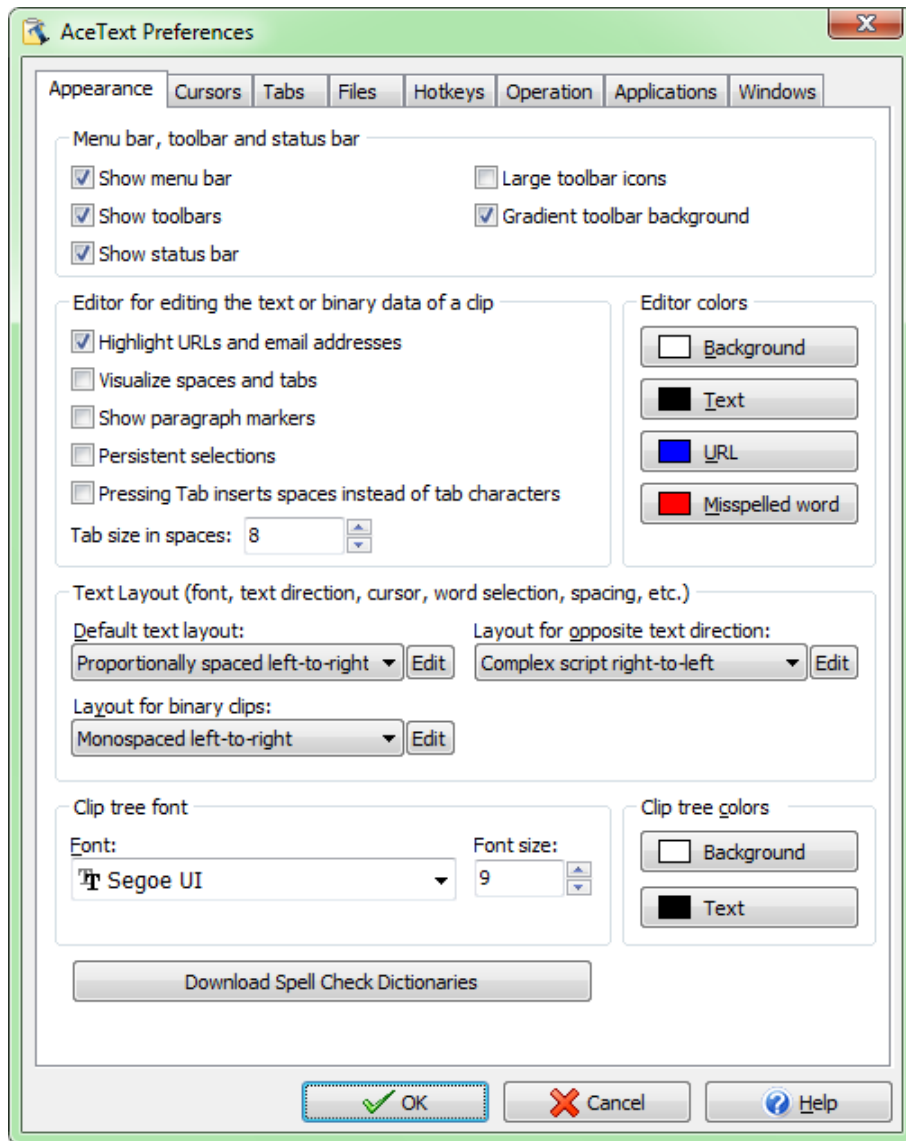 AceText Preferences
Appearance Cursors Tabs Files Hotkeys Operation Applications Windows
Menu bar, toolbar and status bar
Show menu bar
Large toolbar icons
Show toolbars
Gradient toolbar background
Show status bar
Editor for editing the text or binary data of a clip
Highlight URLs and email addresses
Visualize spaces and tabs
Show paragraph markers
Persistent selections
Pressing Tab inserts spaces instead of tab characters
Tab size in spaces: 8
Editor colors
Background
Text
URL
Misspelled word
Text Layout (font, text direction, cursor, word selection, spacing, etc.)
Default text layout:
Proportionally spaced left-to-right Edit
Layout for opposite text direction:
Complex script right-to-left Edit
Layout for binary clips:
Monospaced left-to-right Edit
Clip tree font
Font:
Segoe UI
Font size:
9
Clip tree colors
Background
Text
Download Spell Check Dictionaries
OK Cancel Help